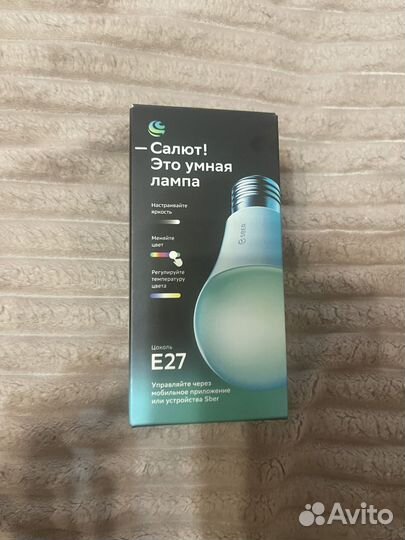 —Салют!
Это умная
лампа
Настраивайте
яркость
Меняйте
цвет
Регулируйте
температуру
цвета
SBER
Цоколь
E27
Управляйте через
мобильное приложение
или устройства Sber
Avito